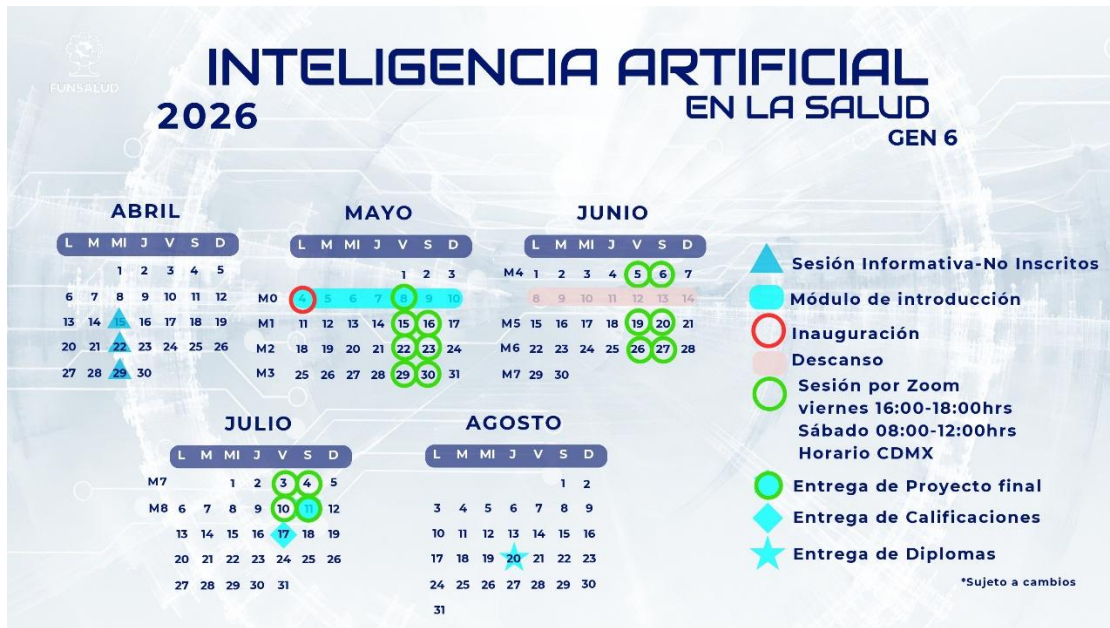 FUNSALUD
INTELIGENCIA ARTIFICIAL
EN LA SALUD
2026
GEN 6
ABRIL
L M MI J V S D
1 2 3 4 5
6 7 8 9 10 11 12
13 14 15 16 17 18 19
20 21 22 23 24 25 26
27 28 29 30
MAYO
L M MI J V S D
1 2 3
M0 4 5 6 7 8 9 10
M1 11 12 13 14 15 16 17
M2 18 19 20 21 22 23 24
M3 25 26 27 28 29 30 31
JUNIO
L M MI J V S D
M4 1 2 3 4 5 6 7
8 9 10 11 12 13 14
M5 15 16 17 18 19 20 21
M6 22 23 24 25 26 27 28
M7 29 30
JULIO
L M MI J V S D
M7 1 2 3 4 5
M8 6 7 8 9 10 11 12
13 14 15 16 17 18 19
20 21 22 23 24 25 26
27 28 29 30 31
AGOSTO
L M MI J V S D
1 2
3 4 5 6 7 8 9
10 11 12 13 14 15 16
17 18 19 20 21 22 23
24 25 26 27 28 29 30
31
Sesión Informativa-No Inscritos
Módulo de introducción
Inauguración
Descanso
Sesión por Zoom
viernes 16:00-18:00hrs
Sábado 08:00-12:00hrs
Horario CDMX
Entrega de Proyecto final
Entrega de Calificaciones
Entrega de Diplomas
*Sujeto a cambios